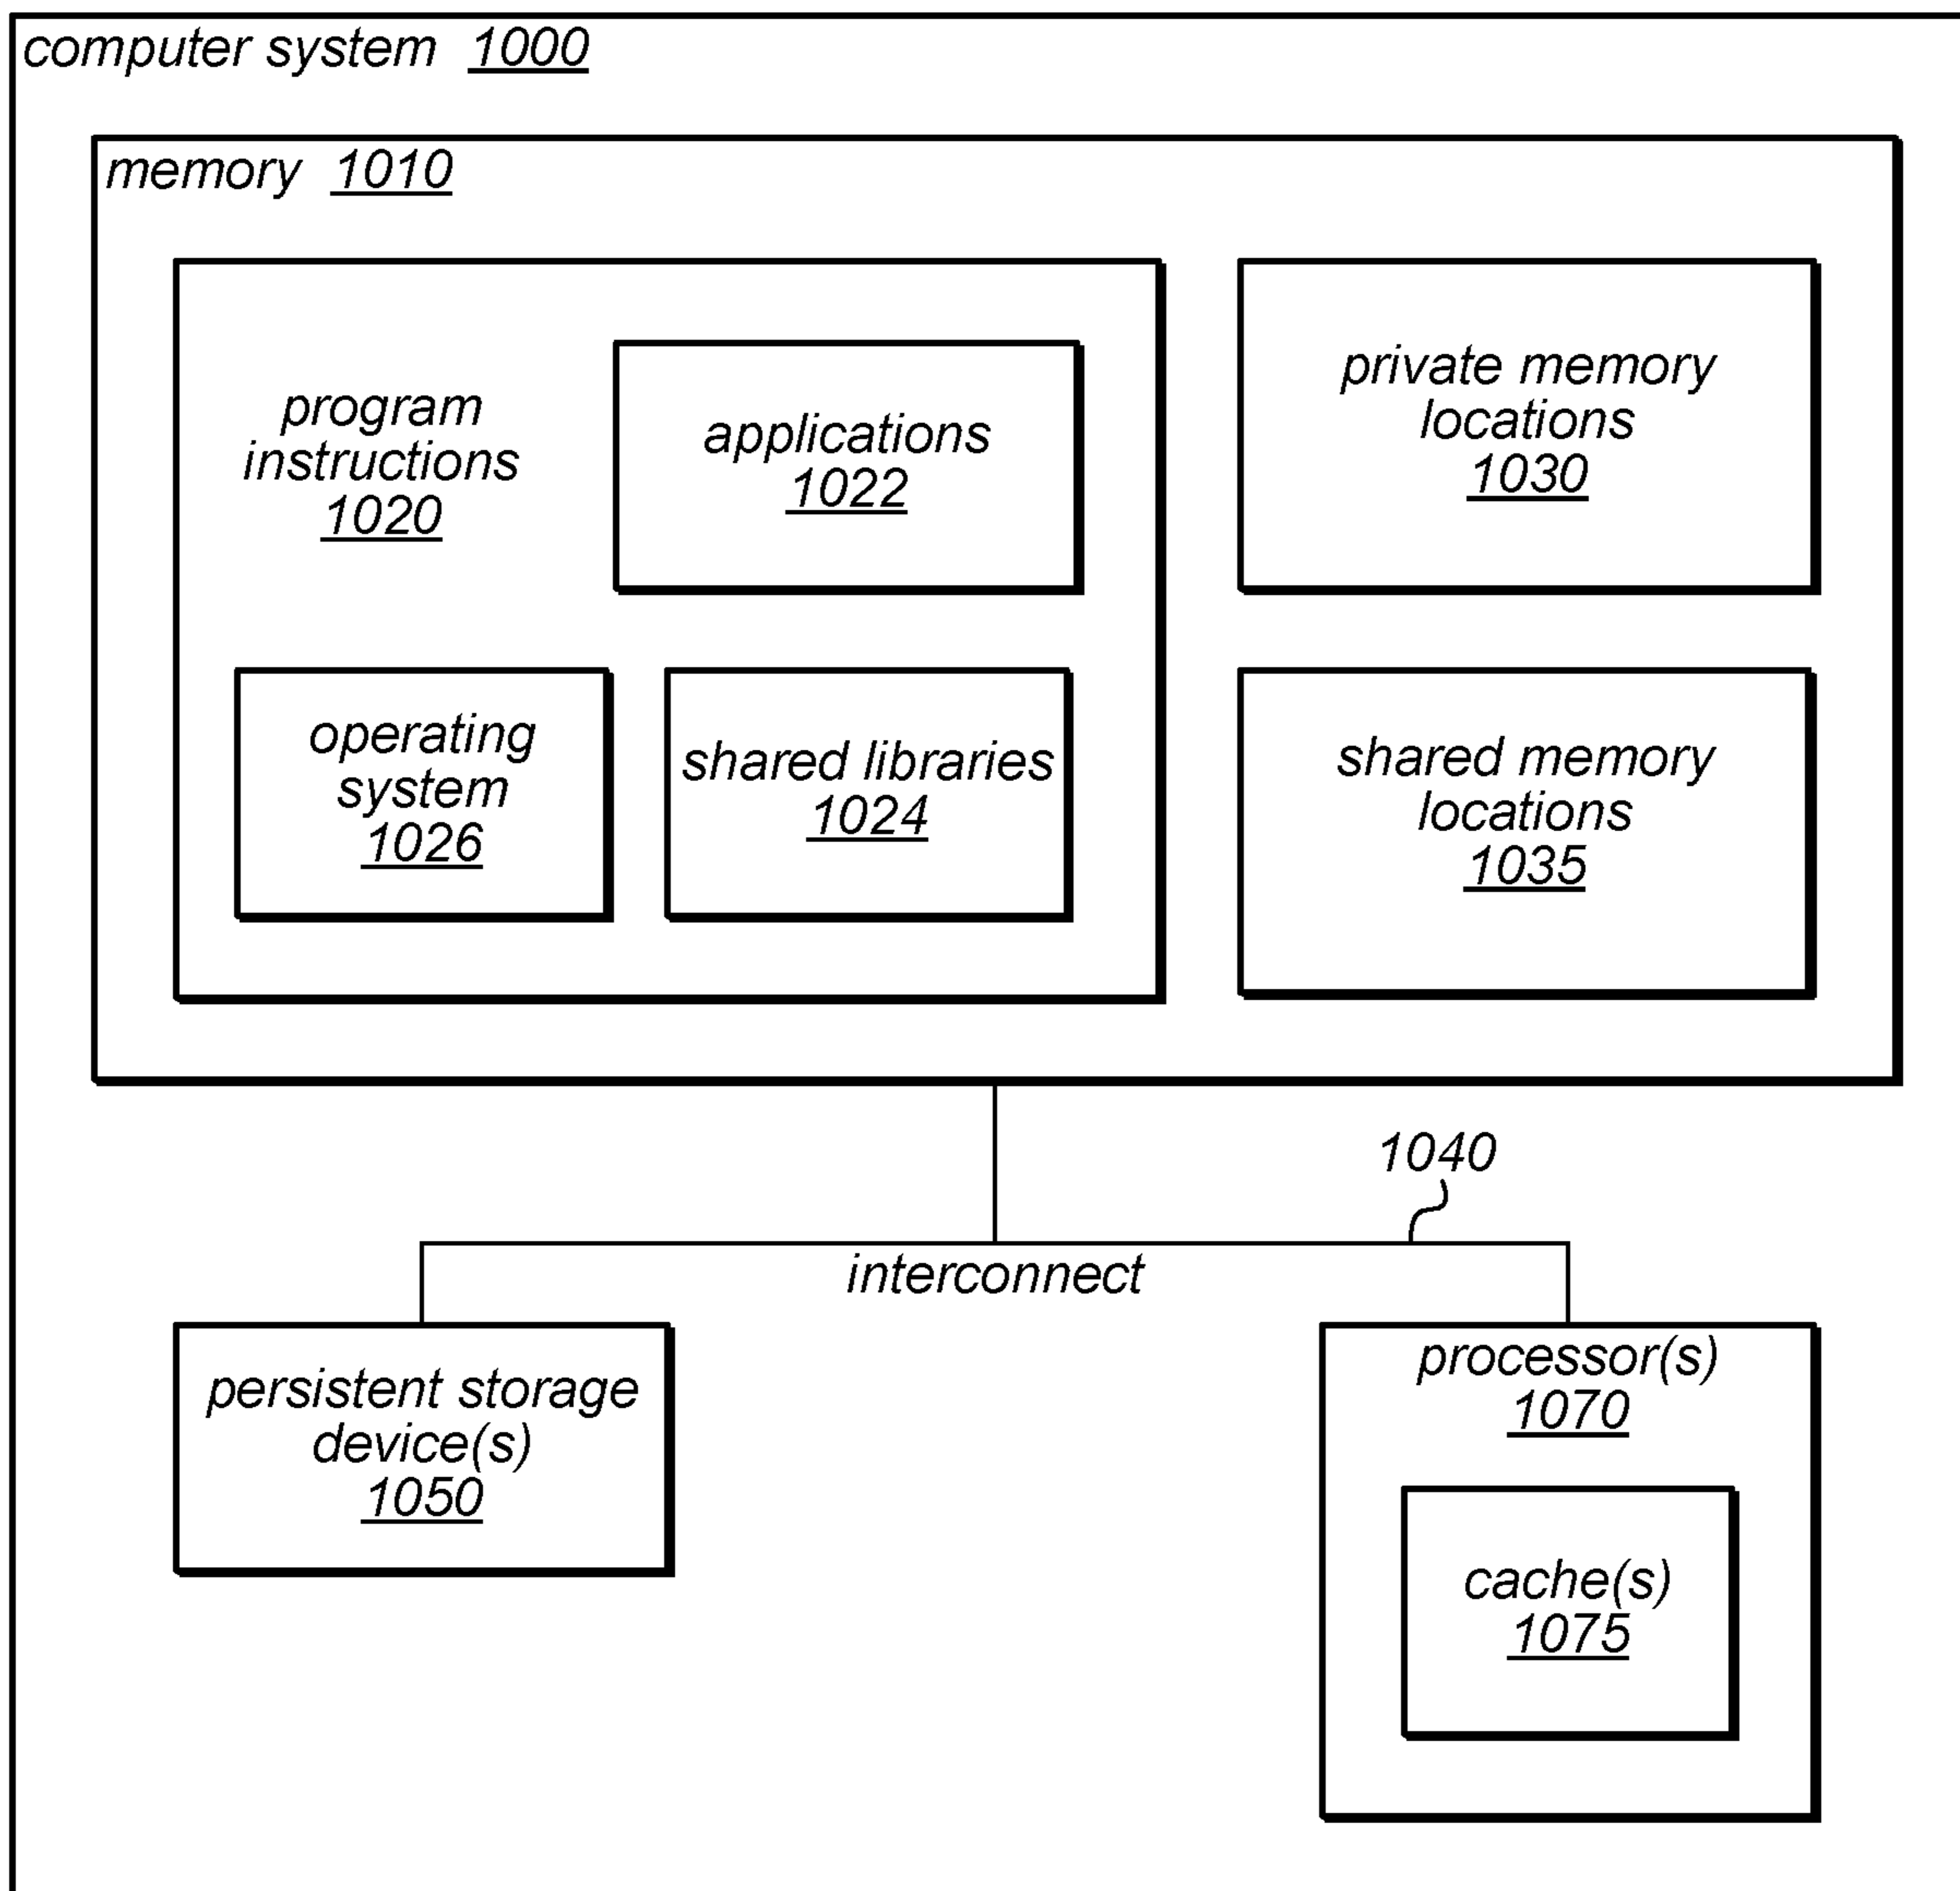 computer system 1000
memory 1010
program
instructions
1020
applications
1022
operating
system
1026
shared libraries
1024
private memory
locations
1030
shared memory
locations
1035
1040
interconnect
persistent storage
device(s)
1050
processor(s)
1070
cache(s)
1075